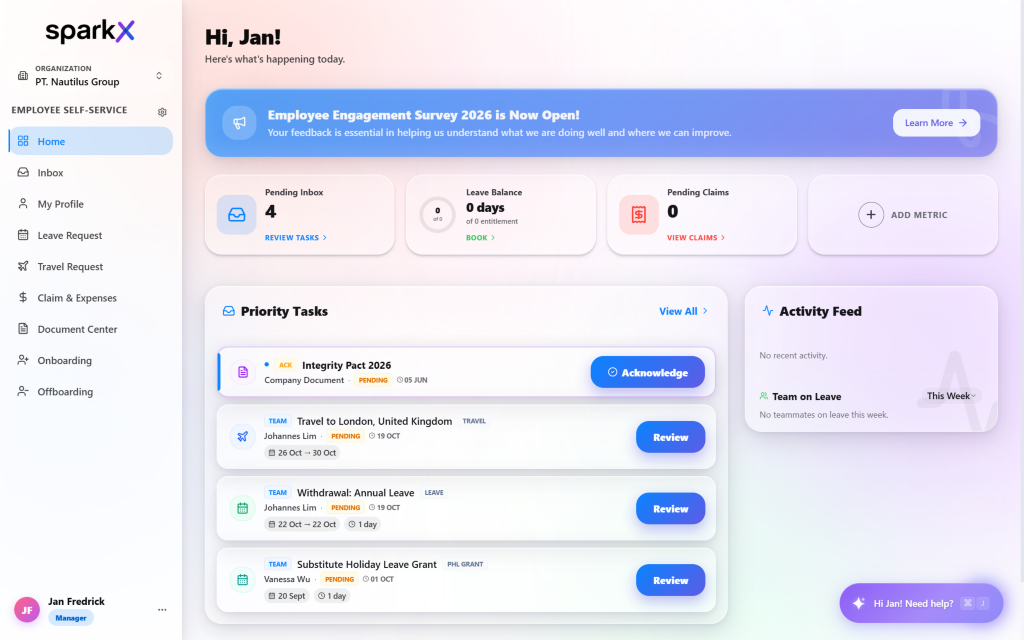 sparkX
ORGANIZATION
PT. Nautilus Group
EMPLOYEE SELF-SERVICE
Home
Inbox
My Profile
Leave Request
Travel Request
Claim & Expenses
Document Center
Onboarding
Offboarding
JF
Jan Fredrick
Manager
Hi, Jan!
Here's what's happening today.
Employee Engagement Survey 2026 is Now Open!
Your feedback is essential in helping us understand what we are doing well and where we can improve.
Learn More
Pending Inbox
4
REVIEW TASKS
0
of 0
Leave Balance
0 days
of 0 entitlement
BOOK
Pending Claims
0
VIEW CLAIMS
ADD METRIC
Priority Tasks
View All
ACK Integrity Pact 2026
Company Document · PENDING 05 JUN
Acknowledge
TEAM Travel to London, United Kingdom TRAVEL
Johannes Lim · PENDING 19 OCT
26 Oct → 30 Oct
Review
TEAM Withdrawal: Annual Leave LEAVE
Johannes Lim · PENDING 19 OCT
22 Oct → 22 Oct 1 day
Review
TEAM Substitute Holiday Leave Grant PHL GRANT
Vanessa Wu · PENDING 01 OCT
20 Sept 1 day
Review
Activity Feed
No recent activity.
Team on Leave This Week
No teammates on leave this week.
Hi Jan! Need help? ⌘ J